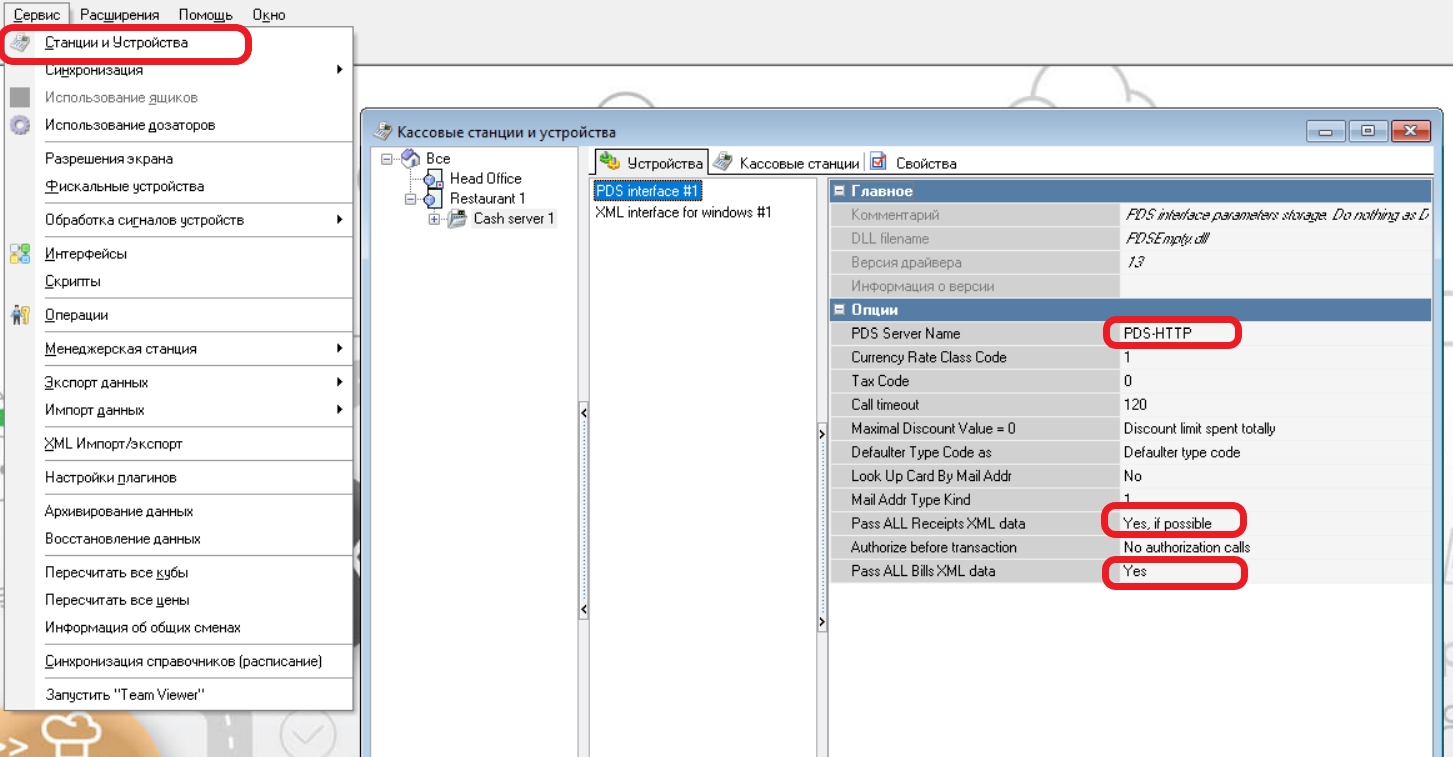 Сервис Расширения Помощь Окно
Станции и Устройства
Синхронизация
Использование ящиков
Использование дозаторов
Разрешения экрана
Фискальные устройства
Обработка сигналов устройств
Интерфейсы
Скрипты
Операции
Менеджерская станция
Экспорт данных
Импорт данных
XML Импорт/экспорт
Настройки плагинов
Архивирование данных
Восстановление данных
Пересчитать все кубы
Пересчитать все цены
Информация об общих сменах
Синхронизация справочников (расписание)
Запустить "Team Viewer"
Кассовые станции и устройства
Все
Head Office
Restaurant 1
Cash server 1
Устройства Кассовые станции Свойства
PDS interface #1
XML interface for windows #1
Главное
Комментарий PDS interface parameters storage. Do nothing as D
DLL filename PDSEmpty.dll
Версия драйвера 13
Информация о версии
Опции
PDS Server Name PDS-HTTP
Currency Rate Class Code 1
Tax Code 0
Call timeout 120
Maximal Discount Value = 0 Discount limit spent totally
Defaulter Type Code as Defaulter type code
Look Up Card By Mail Addr No
Mail Addr Type Kind 1
Pass ALL Receipts XML data Yes, if possible
Authorize before transaction No authorization calls
Pass ALL Bills XML data Yes
>>